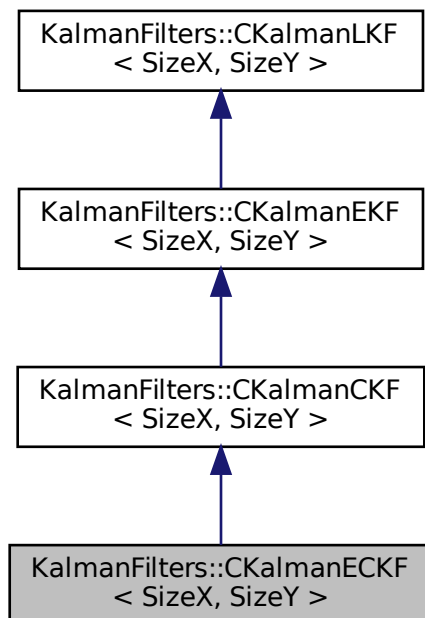 KalmanFilters::CKalmanLKF
< SizeX, SizeY >
KalmanFilters::CKalmanEKF
< SizeX, SizeY >
KalmanFilters::CKalmanCKF
< SizeX, SizeY >
KalmanFilters::CKalmanECKF
< SizeX, SizeY >